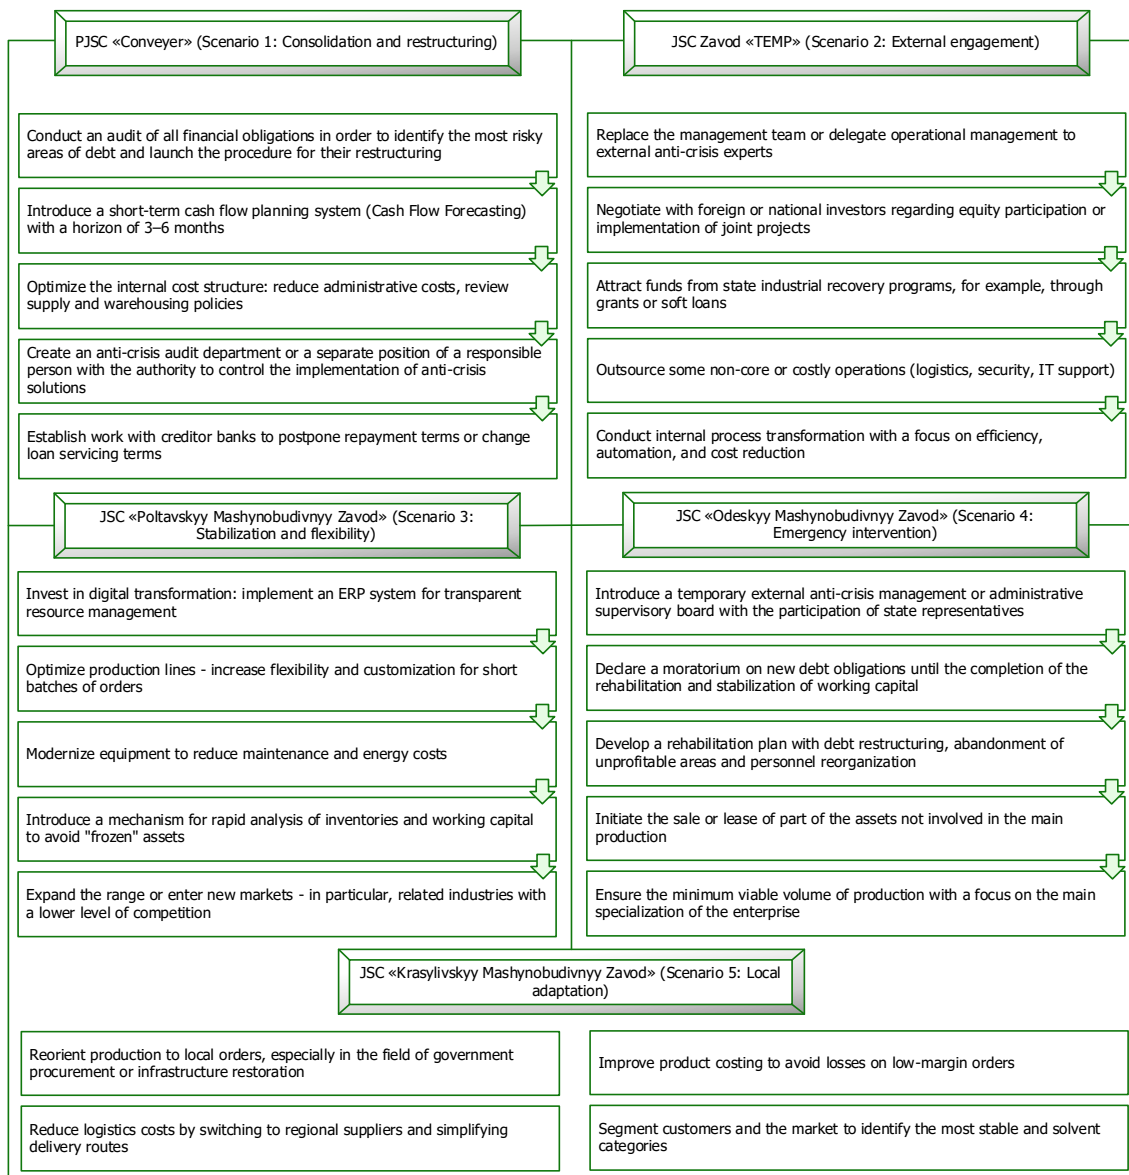 PJSC «Conveyer» (Scenario 1: Consolidation and restructuring)
JSC Zavod «TEMP» (Scenario 2: External engagement)
Conduct an audit of all financial obligations in order to identify the most risky
areas of debt and launch the procedure for their restructuring
Introduce a short-term cash flow planning system (Cash Flow Forecasting)
with a horizon of 3–6 months
Optimize the internal cost structure: reduce administrative costs, review
supply and warehousing policies
Create an anti-crisis audit department or a separate position of a responsible
person with the authority to control the implementation of anti-crisis
solutions
Establish work with creditor banks to postpone repayment terms or change
loan servicing terms
Replace the management team or delegate operational management to
external anti-crisis experts
Negotiate with foreign or national investors regarding equity participation or
implementation of joint projects
Attract funds from state industrial recovery programs, for example, through
grants or soft loans
Outsource some non-core or costly operations (logistics, security, IT support)
Conduct internal process transformation with a focus on efficiency,
automation, and cost reduction
JSC «Poltavskyy Mashynobudivnyy Zavod» (Scenario 3:
Stabilization and flexibility)
JSC «Odeskyy Mashynobudivnyy Zavod» (Scenario 4:
Emergency intervention)
Invest in digital transformation: implement an ERP system for transparent
resource management
Optimize production lines - increase flexibility and customization for short
batches of orders
Modernize equipment to reduce maintenance and energy costs
Introduce a mechanism for rapid analysis of inventories and working capital
to avoid "frozen" assets
Expand the range or enter new markets - in particular, related industries with
a lower level of competition
Introduce a temporary external anti-crisis management or administrative
supervisory board with the participation of state representatives
Declare a moratorium on new debt obligations until the completion of the
rehabilitation and stabilization of working capital
Develop a rehabilitation plan with debt restructuring, abandonment of
unprofitable areas and personnel reorganization
Initiate the sale or lease of part of the assets not involved in the main
production
Ensure the minimum viable volume of production with a focus on the main
specialization of the enterprise
JSC «Krasylivskyy Mashynobudivnyy Zavod» (Scenario 5: Local
adaptation)
Reorient production to local orders, especially in the field of government
procurement or infrastructure restoration
Reduce logistics costs by switching to regional suppliers and simplifying
delivery routes
Improve product costing to avoid losses on low-margin orders
Segment customers and the market to identify the most stable and solvent
categories